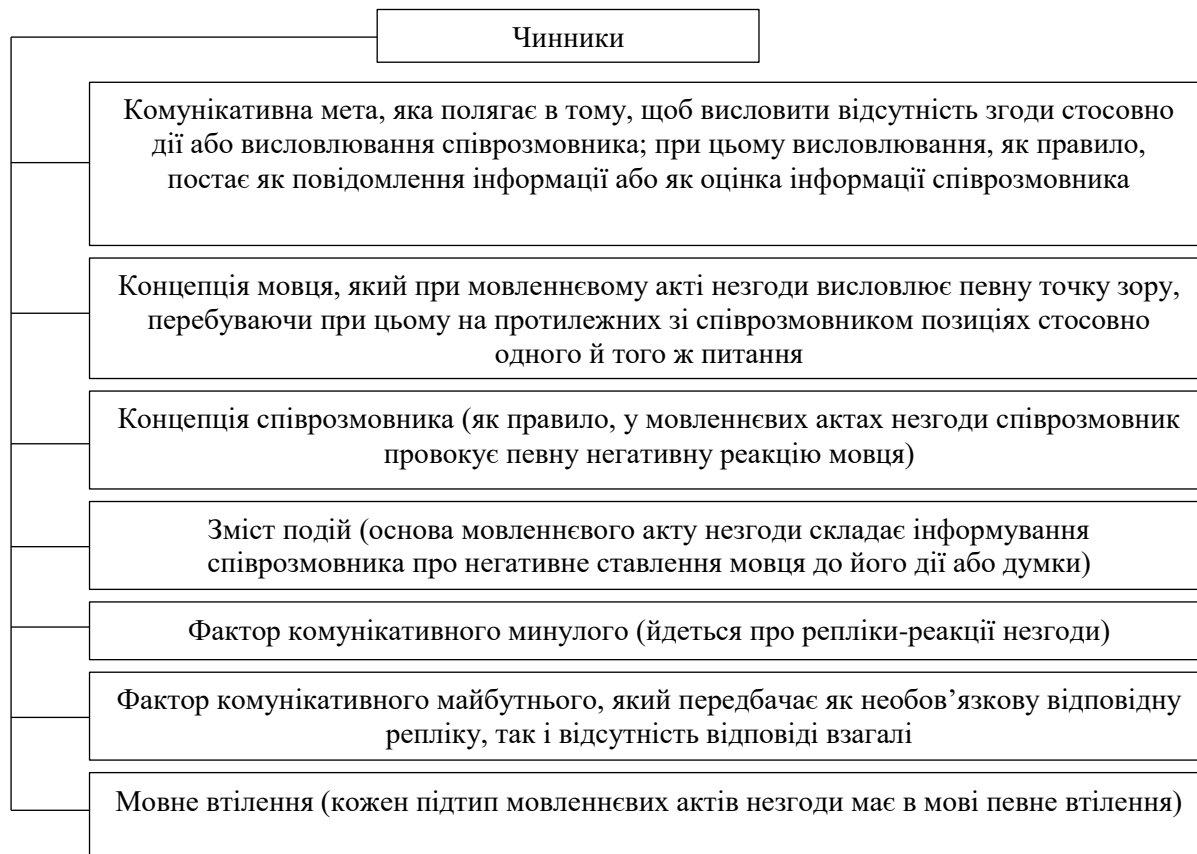 Чинники
Комунікативна мета, яка полягає в тому, щоб висловити відсутність згоди стосовно
дії або висловлювання співрозмовника; при цьому висловлювання, як правило,
постає як повідомлення інформації або як оцінка інформації співрозмовника
Концепція мовця, який при мовленнєвому акті незгоди висловлює певну точку зору,
перебуваючи при цьому на протилежних зі співрозмовником позиціях стосовно
одного й того ж питання
Концепція співрозмовника (як правило, у мовленнєвих актах незгоди співрозмовник
провокує певну негативну реакцію мовця)
Зміст подій (основа мовленнєвого акту незгоди складає інформування
співрозмовника про негативне ставлення мовця до його дії або думки)
Фактор комунікативного минулого (йдеться про репліки-реакції незгоди)
Фактор комунікативного майбутнього, який передбачає як необов’язкову відповідну
репліку, так і відсутність відповіді взагалі
Мовне втілення (кожен підтип мовленнєвих актів незгоди має в мові певне втілення)